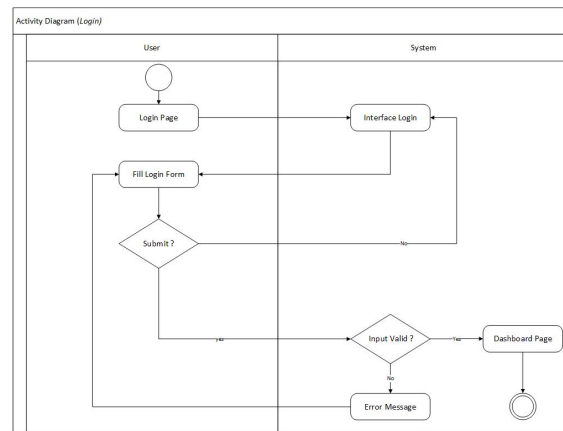 Activity Diagram (Login)
User
System
Login Page
Interface Login
Fill Login Form
Submit ?
No
yes
Input Valid ?
Yes
Dashboard Page
No
Error Message